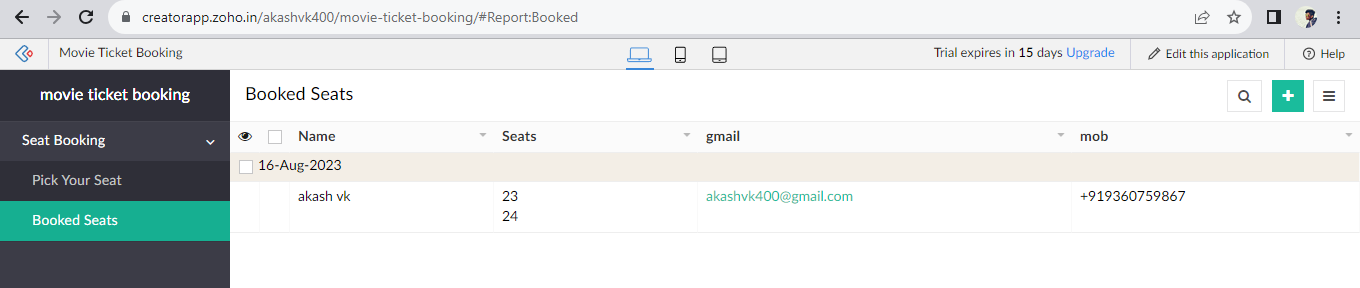 creatorapp.zoho.in/akashvk400/movie-ticket-booking/#Report:Booked
Movie Ticket Booking
Trial expires in 15 days Upgrade
Edit this application
Help
movie ticket booking
Booked Seats
Seat Booking
Name Seats gmail mob
16-Aug-2023
Pick Your Seat
akash vk 23 akashvk400@gmail.com +919360759867
24
Booked Seats